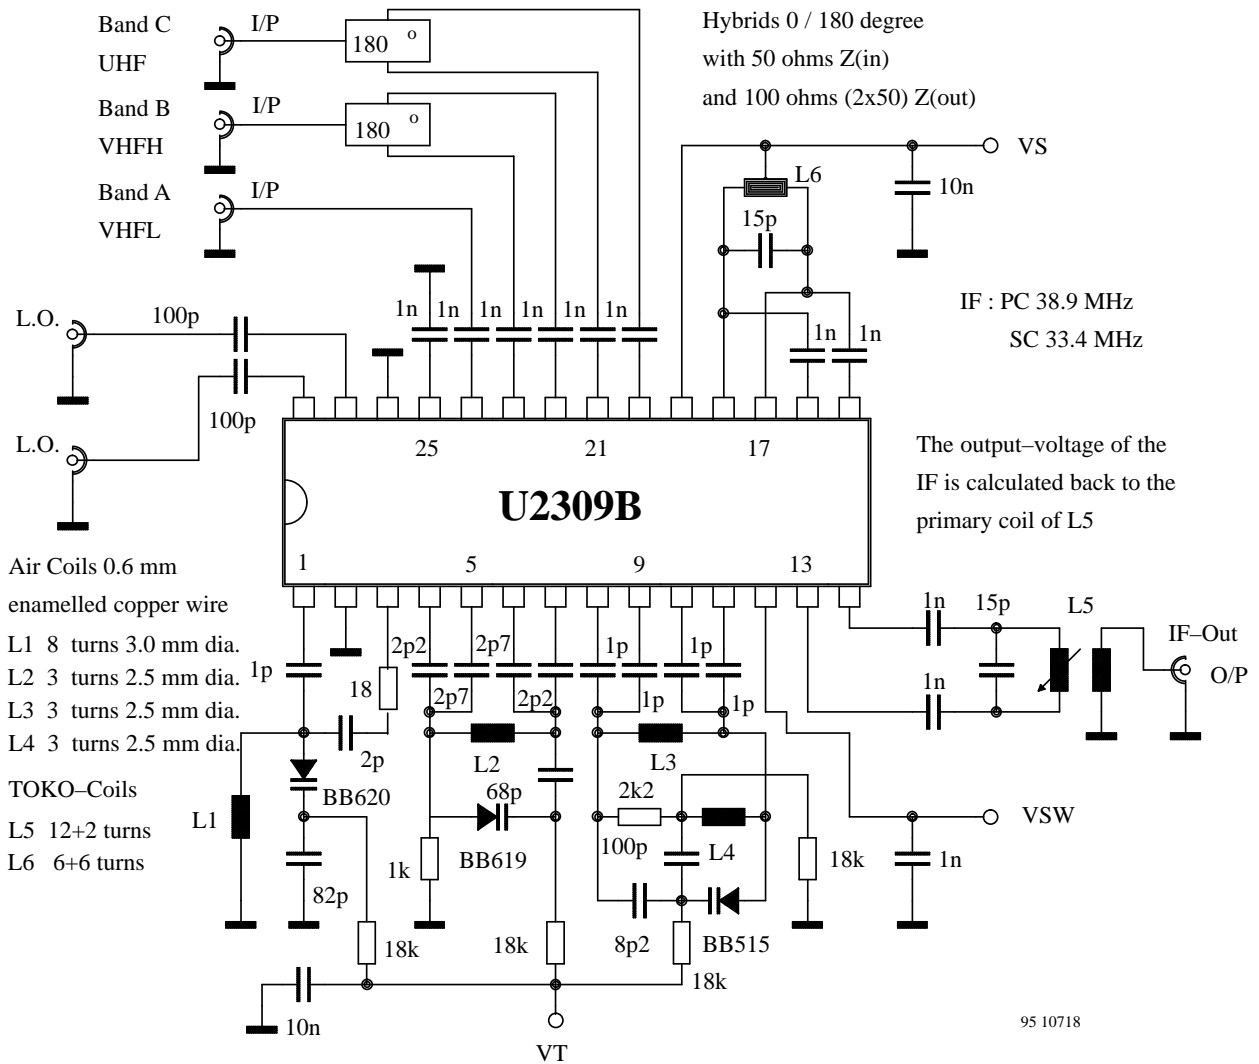 Band C
I/P
UHF
180 o
Band B
I/P
VHFH
180 o
Band A
I/P
VHFL
Hybrids 0 / 180 degree
with 50 ohms Z(in)
and 100 ohms (2x50) Z(out)
VS
L6
10n
15p
IF : PC 38.9 MHz
SC 33.4 MHz
L.O.
100p
1n
1n
1n
1n
1n
1n
1n
1n
100p
L.O.
25
21
17
U2309B
1
5
9
13
The output–voltage of the
IF is calculated back to the
primary coil of L5
Air Coils 0.6 mm
enamelled copper wire
L1 8 turns 3.0 mm dia.
L2 3 turns 2.5 mm dia.
L3 3 turns 2.5 mm dia.
L4 3 turns 2.5 mm dia.
TOKO–Coils
L5 12+2 turns
L6 6+6 turns
1p
18
2p2
2p7
2p7
2p2
1p
1p
1p
1p
1n
15p
L5
IF–Out
O/P
1n
2p
L2
L3
BB620
68p
2k2
L1
VSW
BB619
100p
L4
1k
18k
1n
82p
18k
18k
8p2
BB515
18k
10n
VT
95 10718